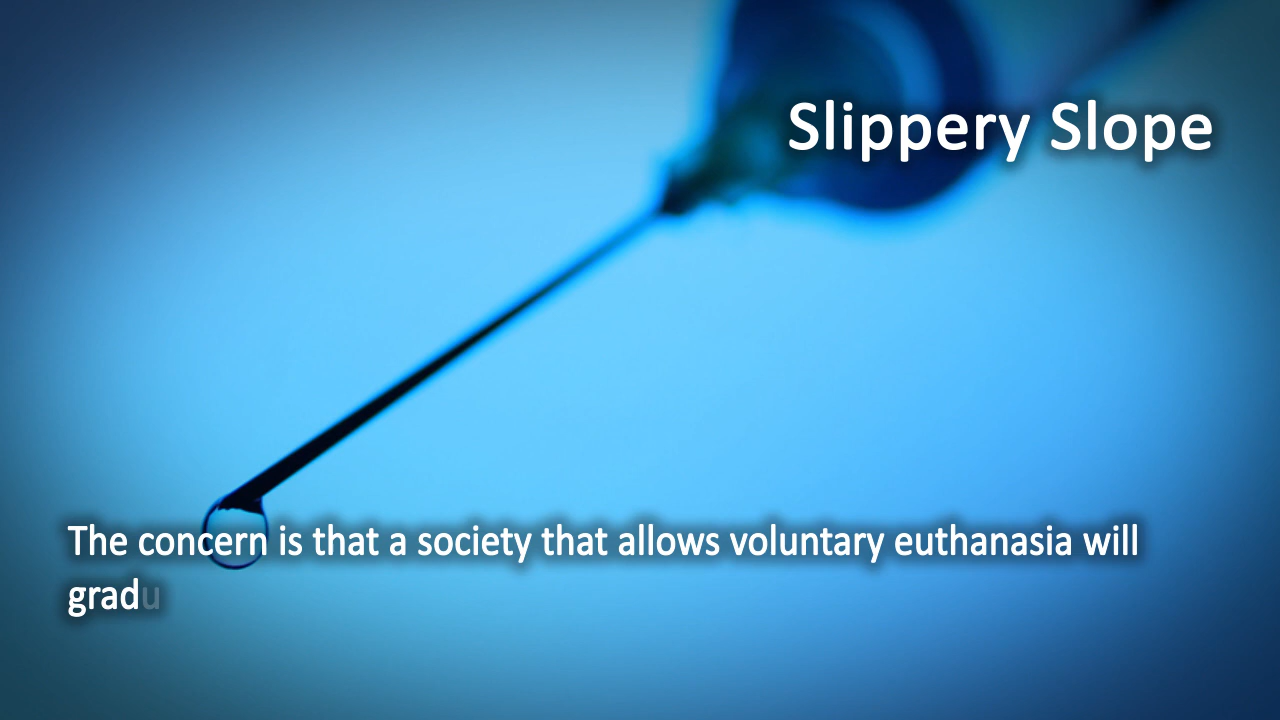 Slippery Slope
The concern is that a society that allows voluntary euthanasia will
gradu